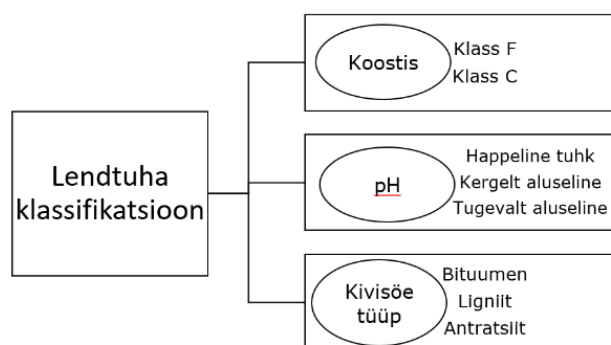 Lendtuha
klassifikatsioon
Koostis
Klass F
Klass C
pH
Happeline tuhk
Kergelt aluseline
Tugevalt aluseline
Kivisöe
tüüp
Bituumen
Ligniit
Antratsiit